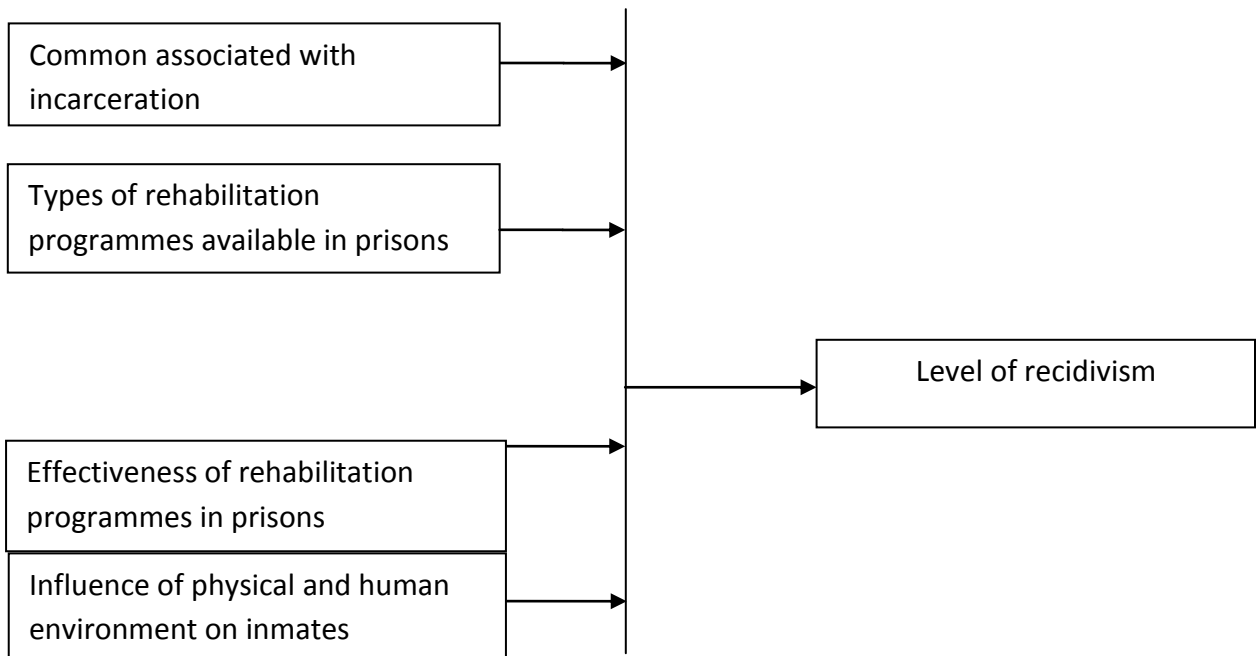 Common associated with
incarceration
Types of rehabilitation
programmes available in prisons
Level of recidivism
Effectiveness of rehabilitation
programmes in prisons
Influence of physical and human
environment on inmates